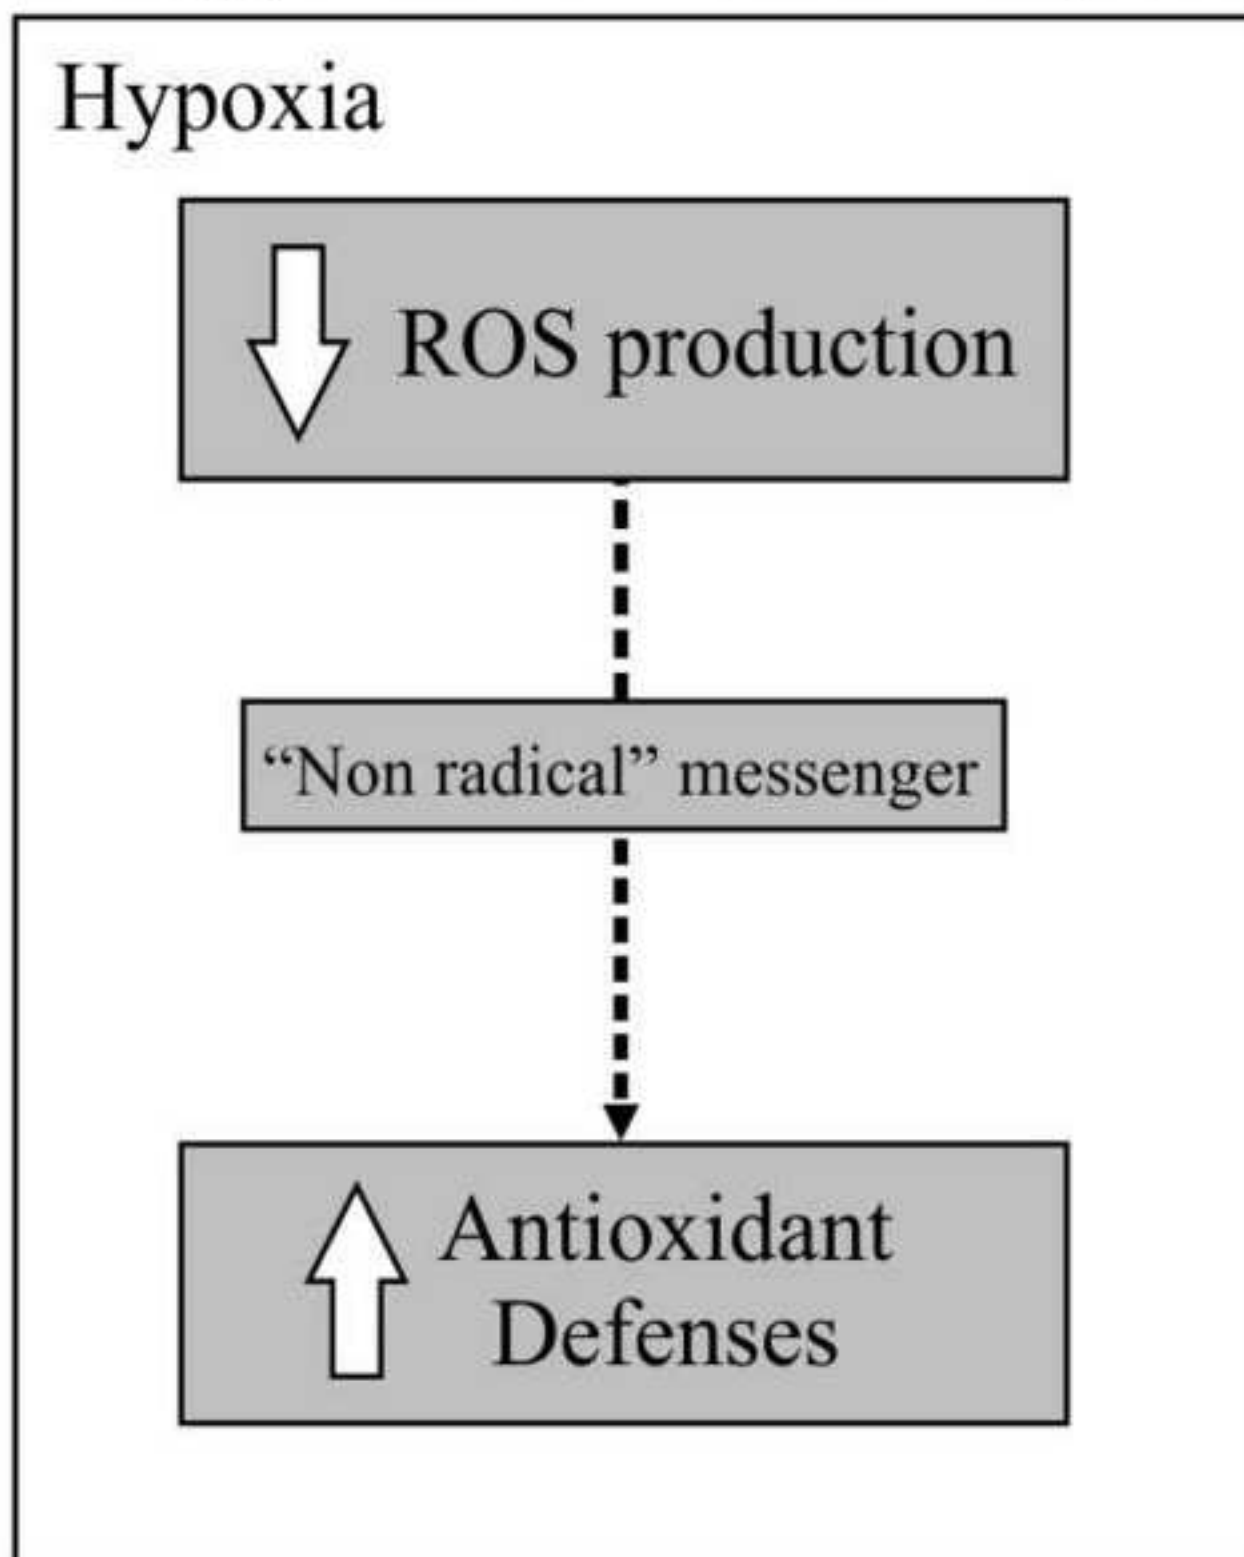 Hypoxia
ROS production
“Non radical” messenger
Antioxidant
Defenses